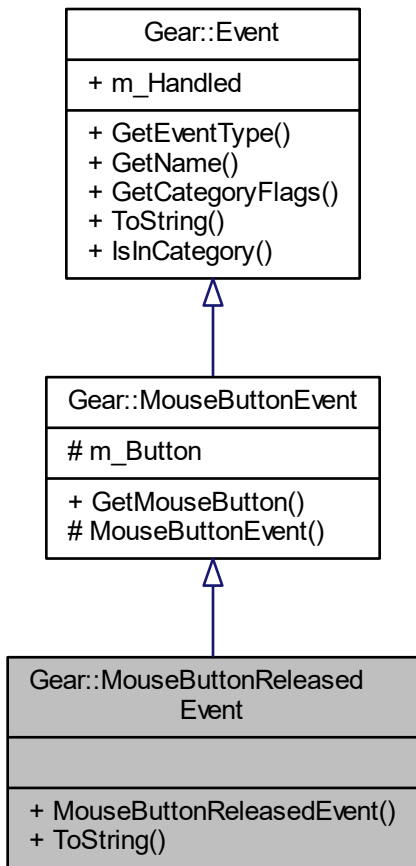 Gear::Event
+ m_Handled
+ GetEventType()
+ GetName()
+ GetCategoryFlags()
+ ToString()
+ IsInCategory()
Gear::MouseButtonEvent
# m_Button
+ GetMouseButton()
# MouseButtonEvent()
Gear::MouseButtonReleased
Event
+ MouseButtonReleasedEvent()
+ ToString()